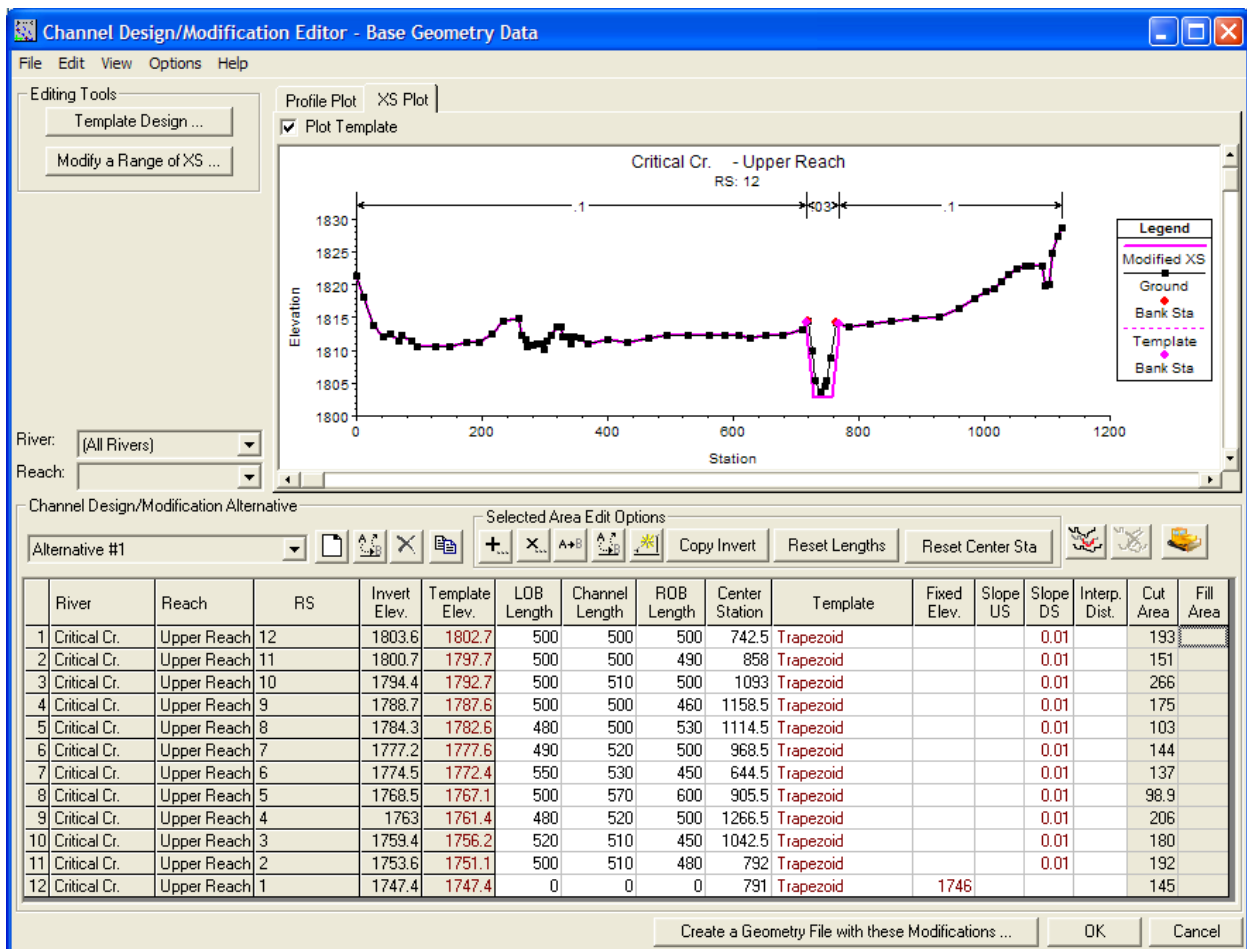 Channel Design/Modification Editor - Base Geometry Data
File Edit View Options Help
Editing Tools
Template Design ...
Modify a Range of XS ...
River: (All Rivers)
Reach:
Profile Plot XS Plot
Plot Template
Critical Cr. - Upper Reach
RS: 12
.1 .03 .1
Elevation
1830
1825
1820
1815
1810
1805
1800
0 200 400 600 800 1000 1200
Station
Legend
Modified XS
Ground
Bank Sta
Template
Bank Sta
Channel Design/Modification Alternative
Alternative #1
Selected Area Edit Options
+... X... A→B Copy Invert Reset Lengths Reset Center Sta
River Reach RS Invert Elev. Template Elev. LOB Length Channel Length ROB Length Center Station Template Fixed Elev. Slope US Slope DS Interp. Dist. Cut Area Fill Area
1 Critical Cr. Upper Reach 12 1803.6 1802.7 500 500 500 742.5 Trapezoid 0.01 193
2 Critical Cr. Upper Reach 11 1800.7 1797.7 500 500 490 858 Trapezoid 0.01 151
3 Critical Cr. Upper Reach 10 1794.4 1792.7 500 510 500 1093 Trapezoid 0.01 266
4 Critical Cr. Upper Reach 9 1788.7 1787.6 500 500 460 1158.5 Trapezoid 0.01 175
5 Critical Cr. Upper Reach 8 1784.3 1782.6 480 500 530 1114.5 Trapezoid 0.01 103
6 Critical Cr. Upper Reach 7 1777.2 1777.6 490 520 500 968.5 Trapezoid 0.01 144
7 Critical Cr. Upper Reach 6 1774.5 1772.4 550 530 450 644.5 Trapezoid 0.01 137
8 Critical Cr. Upper Reach 5 1768.5 1767.1 500 570 600 905.5 Trapezoid 0.01 98.9
9 Critical Cr. Upper Reach 4 1763 1761.4 480 520 500 1266.5 Trapezoid 0.01 206
10 Critical Cr. Upper Reach 3 1759.4 1756.2 520 510 450 1042.5 Trapezoid 0.01 180
11 Critical Cr. Upper Reach 2 1753.6 1751.1 500 510 480 792 Trapezoid 0.01 192
12 Critical Cr. Upper Reach 1 1747.4 1747.4 0 0 0 791 Trapezoid 1746 145
Create a Geometry File with these Modifications ... OK Cancel